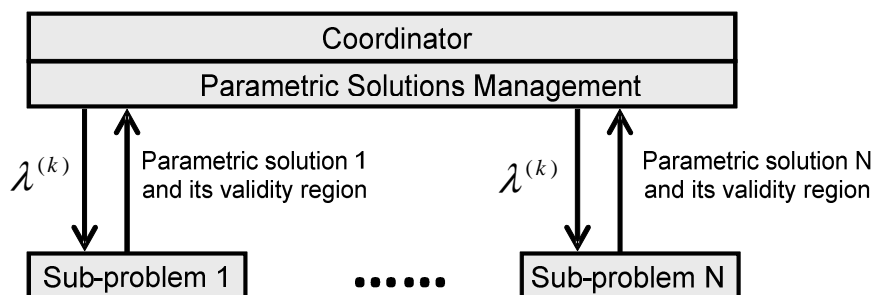 Coordinator
Parametric Solutions Management
λ^(k)
Parametric solution 1
and its validity region
λ^(k)
Parametric solution N
and its validity region
Sub-problem 1
......
Sub-problem N